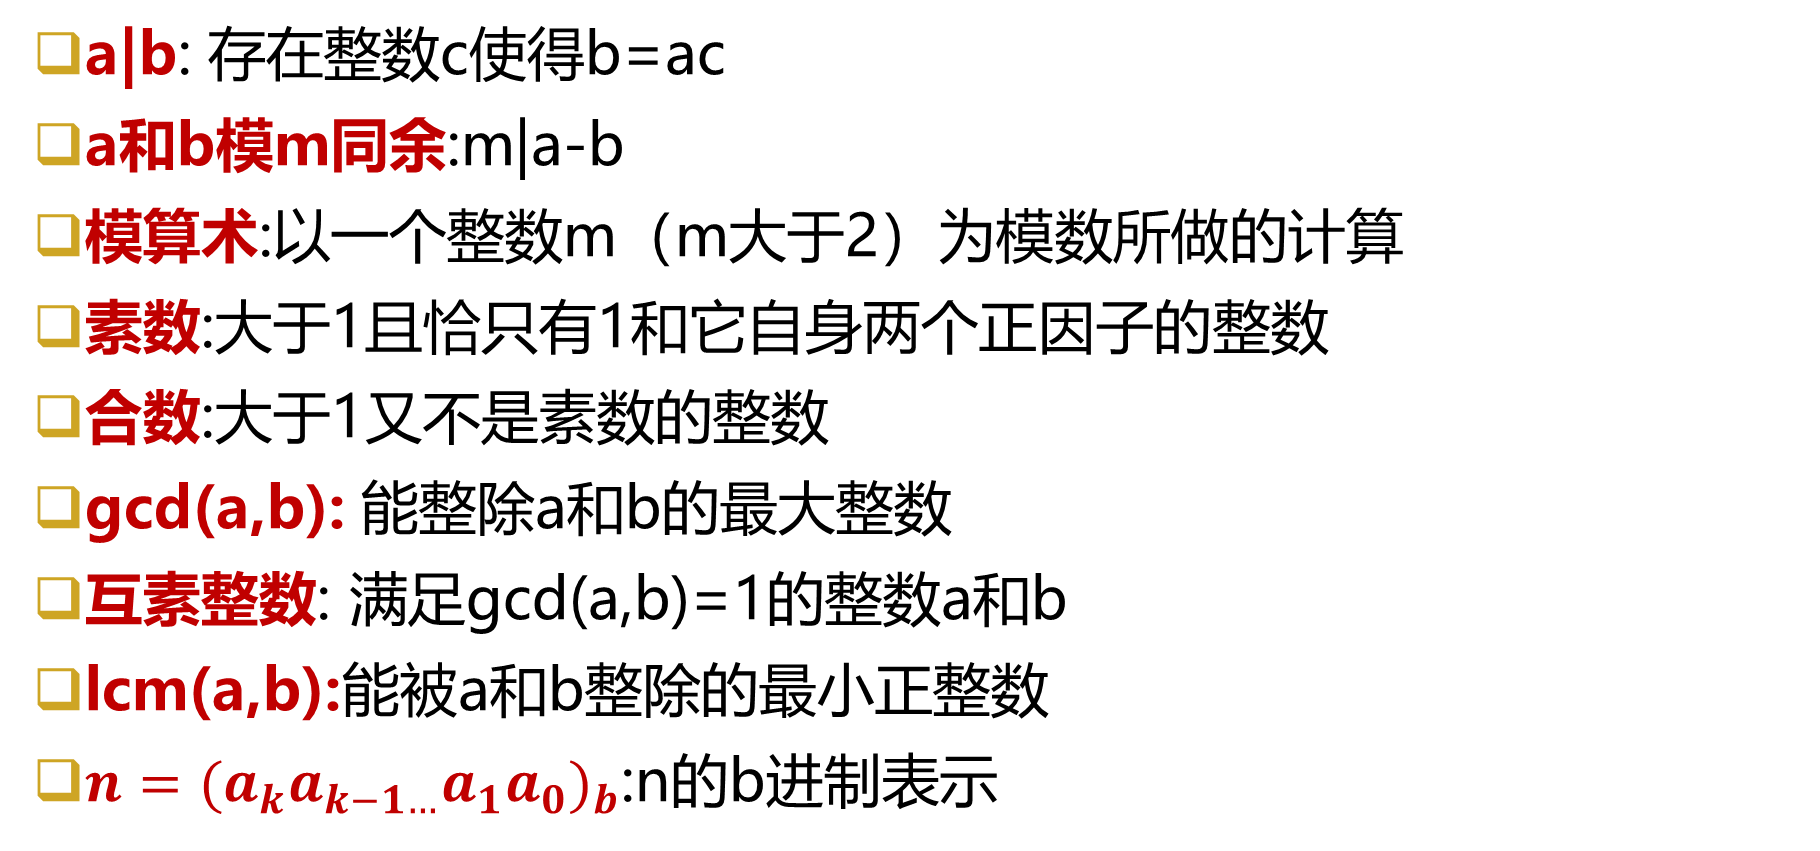 a|b: 存在整数c使得b=ac
a和b模m同余:m|a-b
模算术:以一个整数m（m大于2）为模数所做的计算
素数:大于1且恰只有1和它自身两个正因子的整数
合数:大于1又不是素数的整数
gcd(a,b): 能整除a和b的最大整数
互素整数: 满足gcd(a,b)=1的整数a和b
lcm(a,b):能被a和b整除的最小正整数
n = (aₖaₖ₋₁…a₁a₀)_b:n的b进制表示